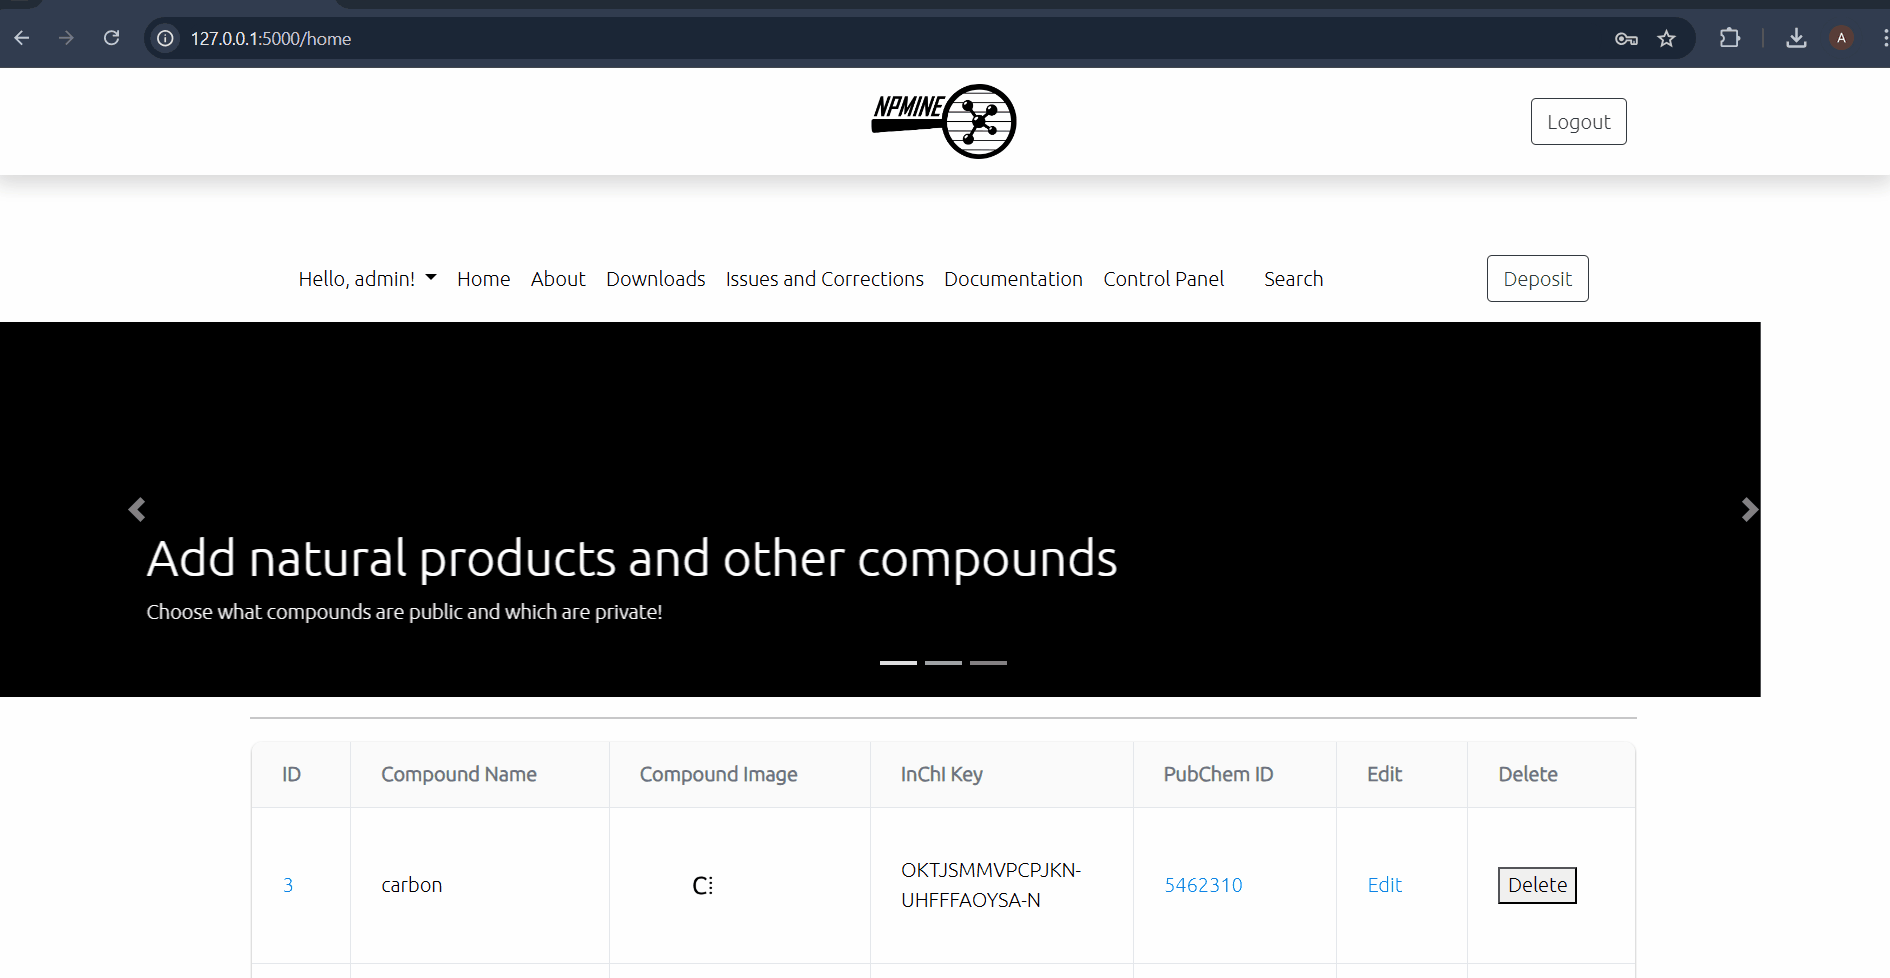 127.0.0.1:5000/home
A
NPMINE
Logout
Hello, admin! Home About Downloads Issues and Corrections Documentation Control Panel Search Deposit
Add natural products and other compounds
Choose what compounds are public and which are private!
ID Compound Name Compound Image InChI Key PubChem ID Edit Delete
3 carbon C OKTJSMMVPCPJKN- 5462310 Edit Delete
UHFFFAOYSA-N